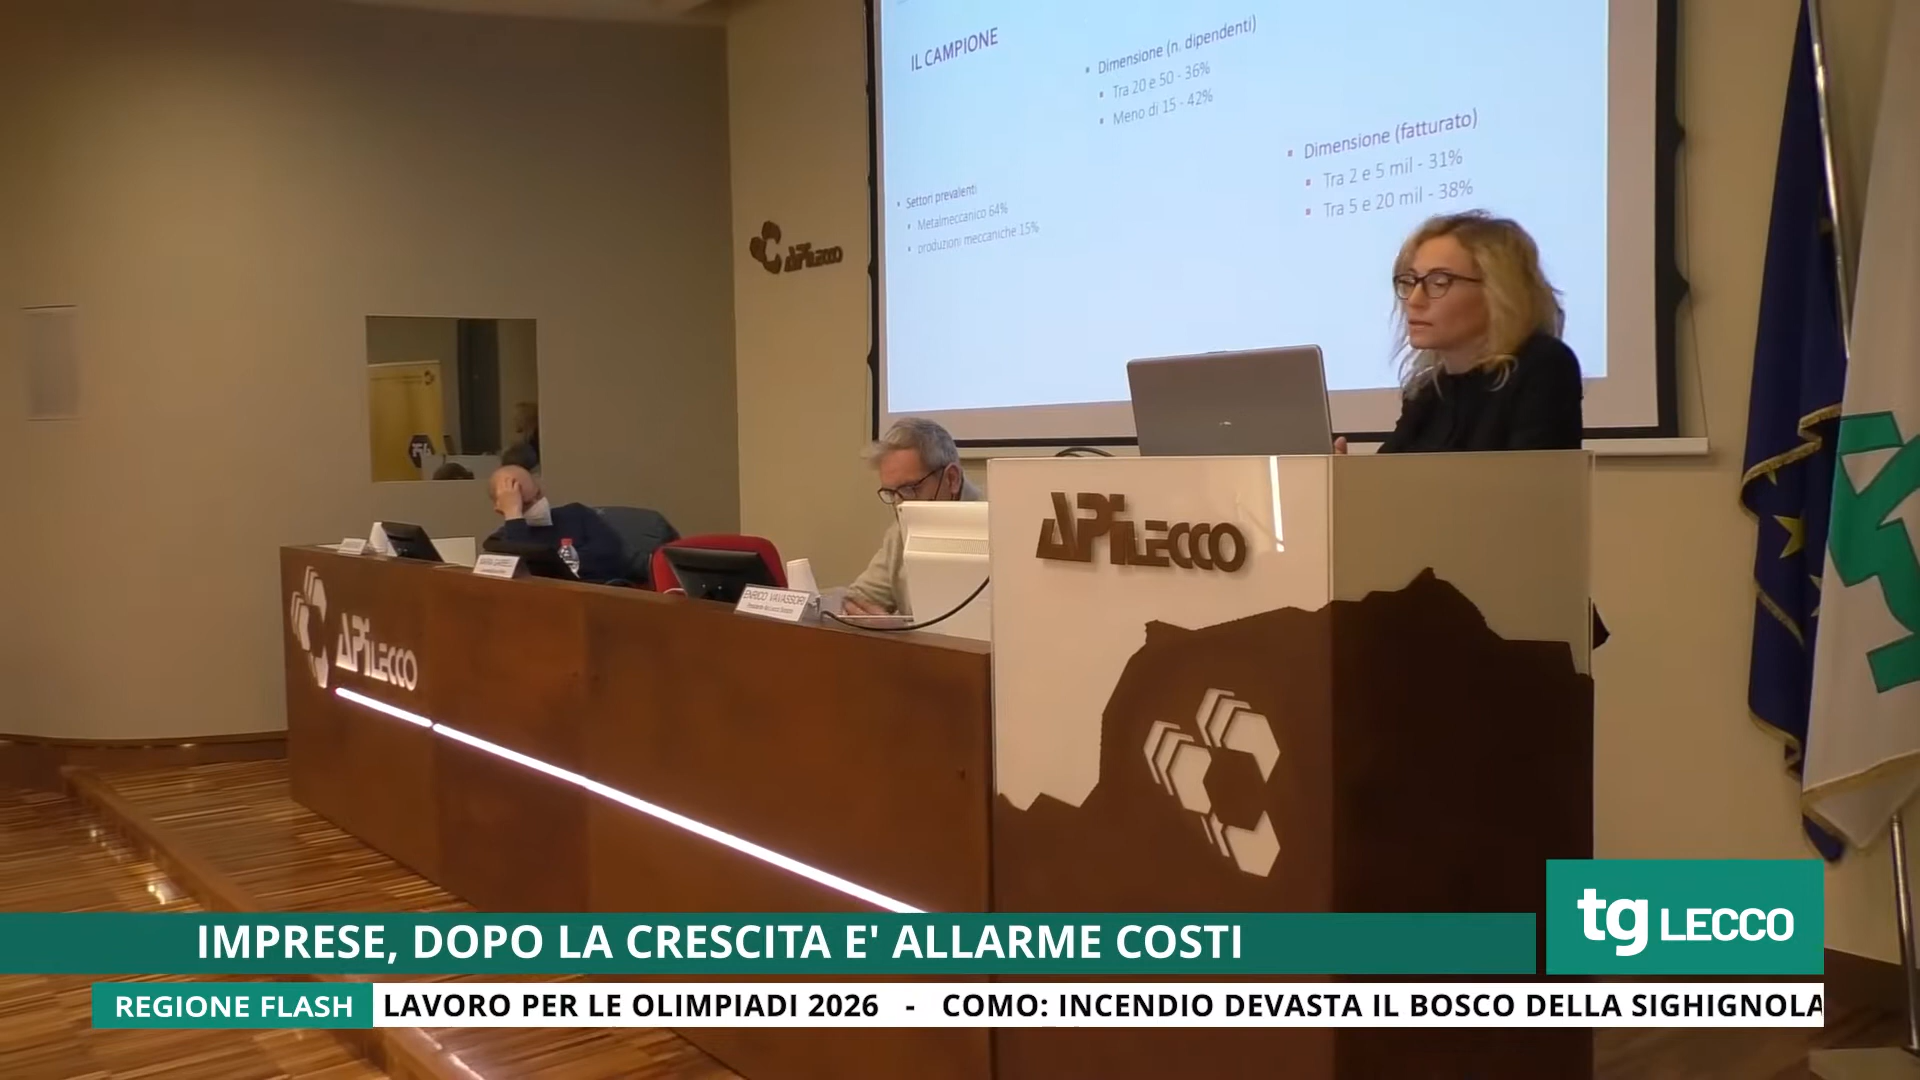 IL CAMPIONE
Dimensione (n. dipendenti)
Tra 20 e 50 - 36%
Meno di 15 - 42%
Dimensione (fatturato)
Tra 2 e 5 mil - 31%
Tra 5 e 20 mil - 38%
Settori prevalenti
Metalmeccanico 64%
produzioni meccaniche 15%
APILECCO
APILECCO
APILECCO
ENRICO VAVASSORI
IMPRESE, DOPO LA CRESCITA E' ALLARME COSTI
tg LECCO
REGIONE FLASH
LAVORO PER LE OLIMPIADI 2026 - COMO: INCENDIO DEVASTA IL BOSCO DELLA SIGHIGNOLA